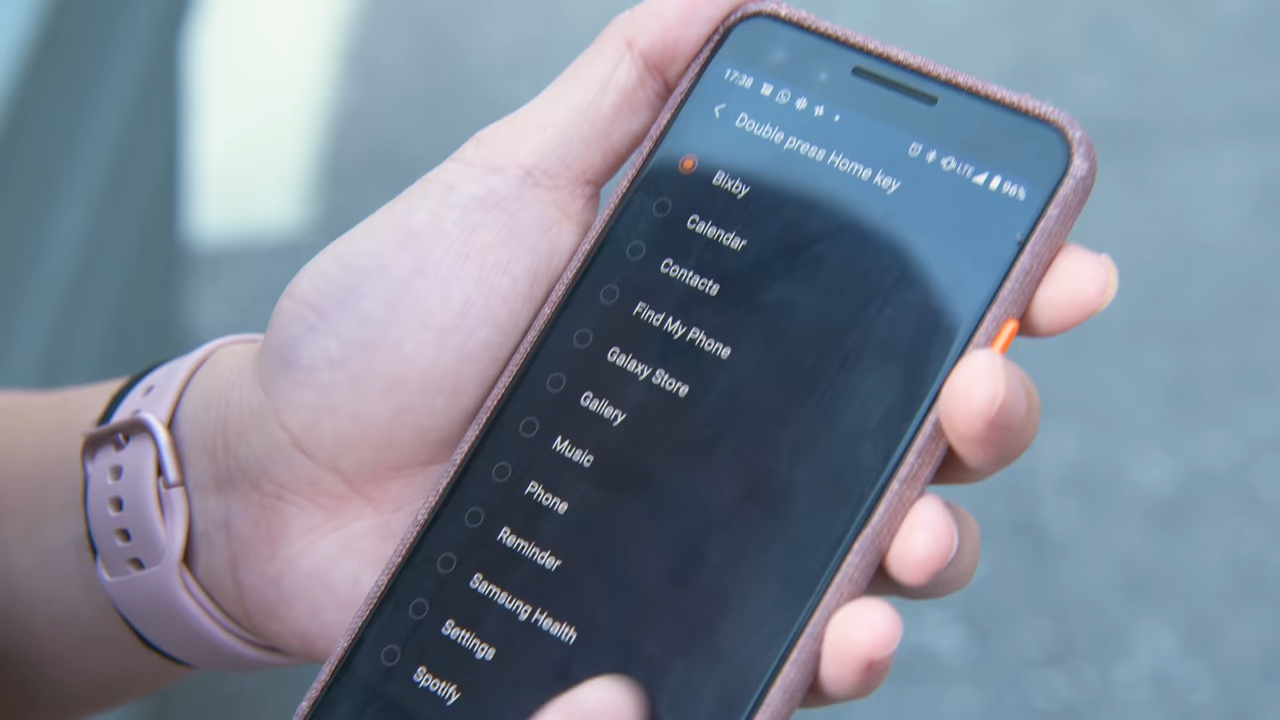 17:38
LTE 96%
Double press Home key
Bixby
Calendar
Contacts
Find My Phone
Galaxy Store
Gallery
Music
Phone
Reminder
Samsung Health
Settings
Spotify